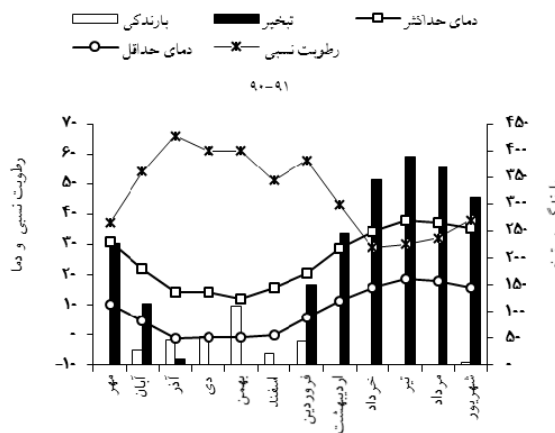 دمای حداکثر تبخیر بارندگی
رطوبت نسبی دمای حداقل
۹۰-۹۱
رطوبت نسبی و دما
۷۰ ۶۰ ۵۰ ۴۰ ۳۰ ۲۰ ۱۰ ۰ -۱۰
۴۵۰ ۴۰۰ ۳۵۰ ۳۰۰ ۲۵۰ ۲۰۰ ۱۵۰ ۱۰۰ ۵۰ ۰
مهر آبان آذر دی بهمن اسفند فروردین اردیبهشت خرداد تیر مرداد شهریور